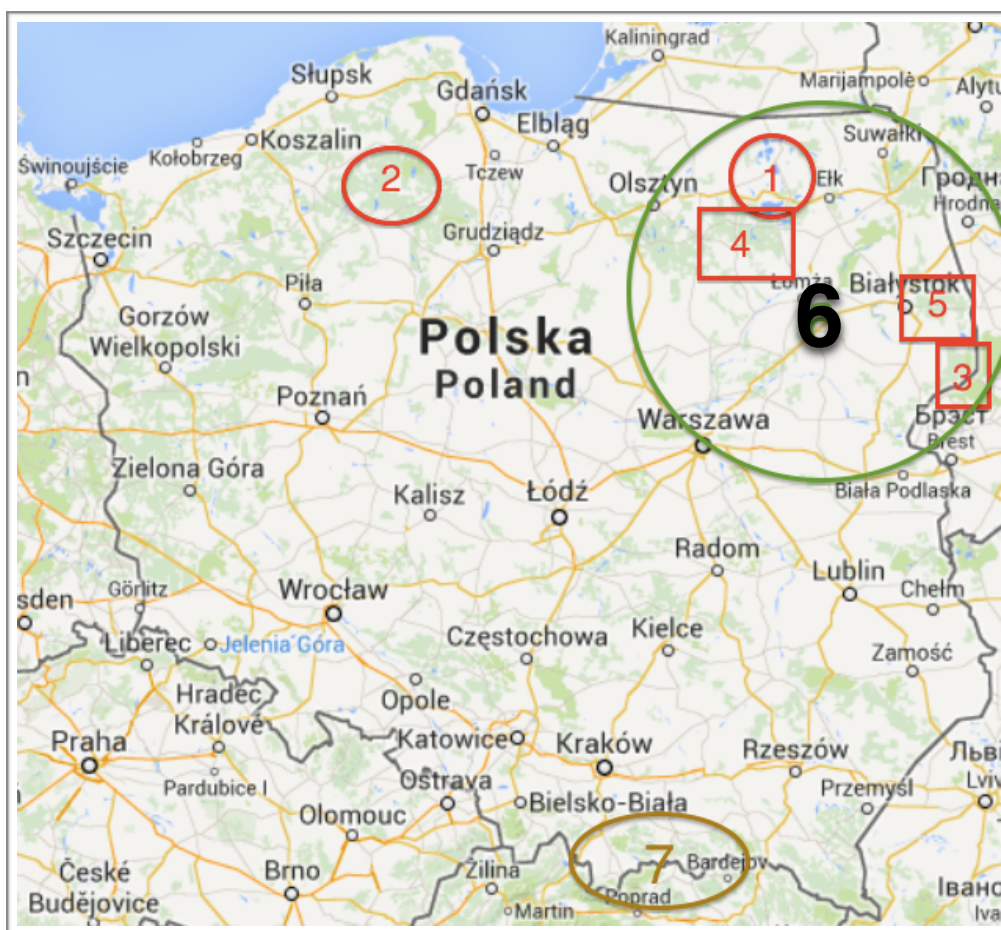 Kaliningrad
Marijampolė
Alytu
Słupsk
Gdańsk
Elbląg
Suwałki
Koszalin
Kołobrzeg
Świnoujście
2
Tczew
1
Olsztyn
Ełk
Гродна
Hrodne
Szczecin
Grudziądz
4
Łomża
Białystok
5
Piła
6
Gorzów
Wielkopolski
Polska
Poland
3
n
Poznań
Warszawa
Брэст
Brest
Zielona Góra
Kalisz
Łódź
Biała Podlaska
Radom
Lublin
Chełm
Görlitz
Wrocław
sden
Częstochowa
Kielce
Liberec
Jelenia Góra
Zamość
Hradec
Králové
Opole
Praha
Katowice
Kraków
Rzeszów
Львi
Lviv
Pardubice I
Ostrava
Przemyśl
Bielsko-Biała
Olomouc
7
Bardejov
České
Budějovice
Brno
Žilina
Poprad
Martin
Івано
Iva